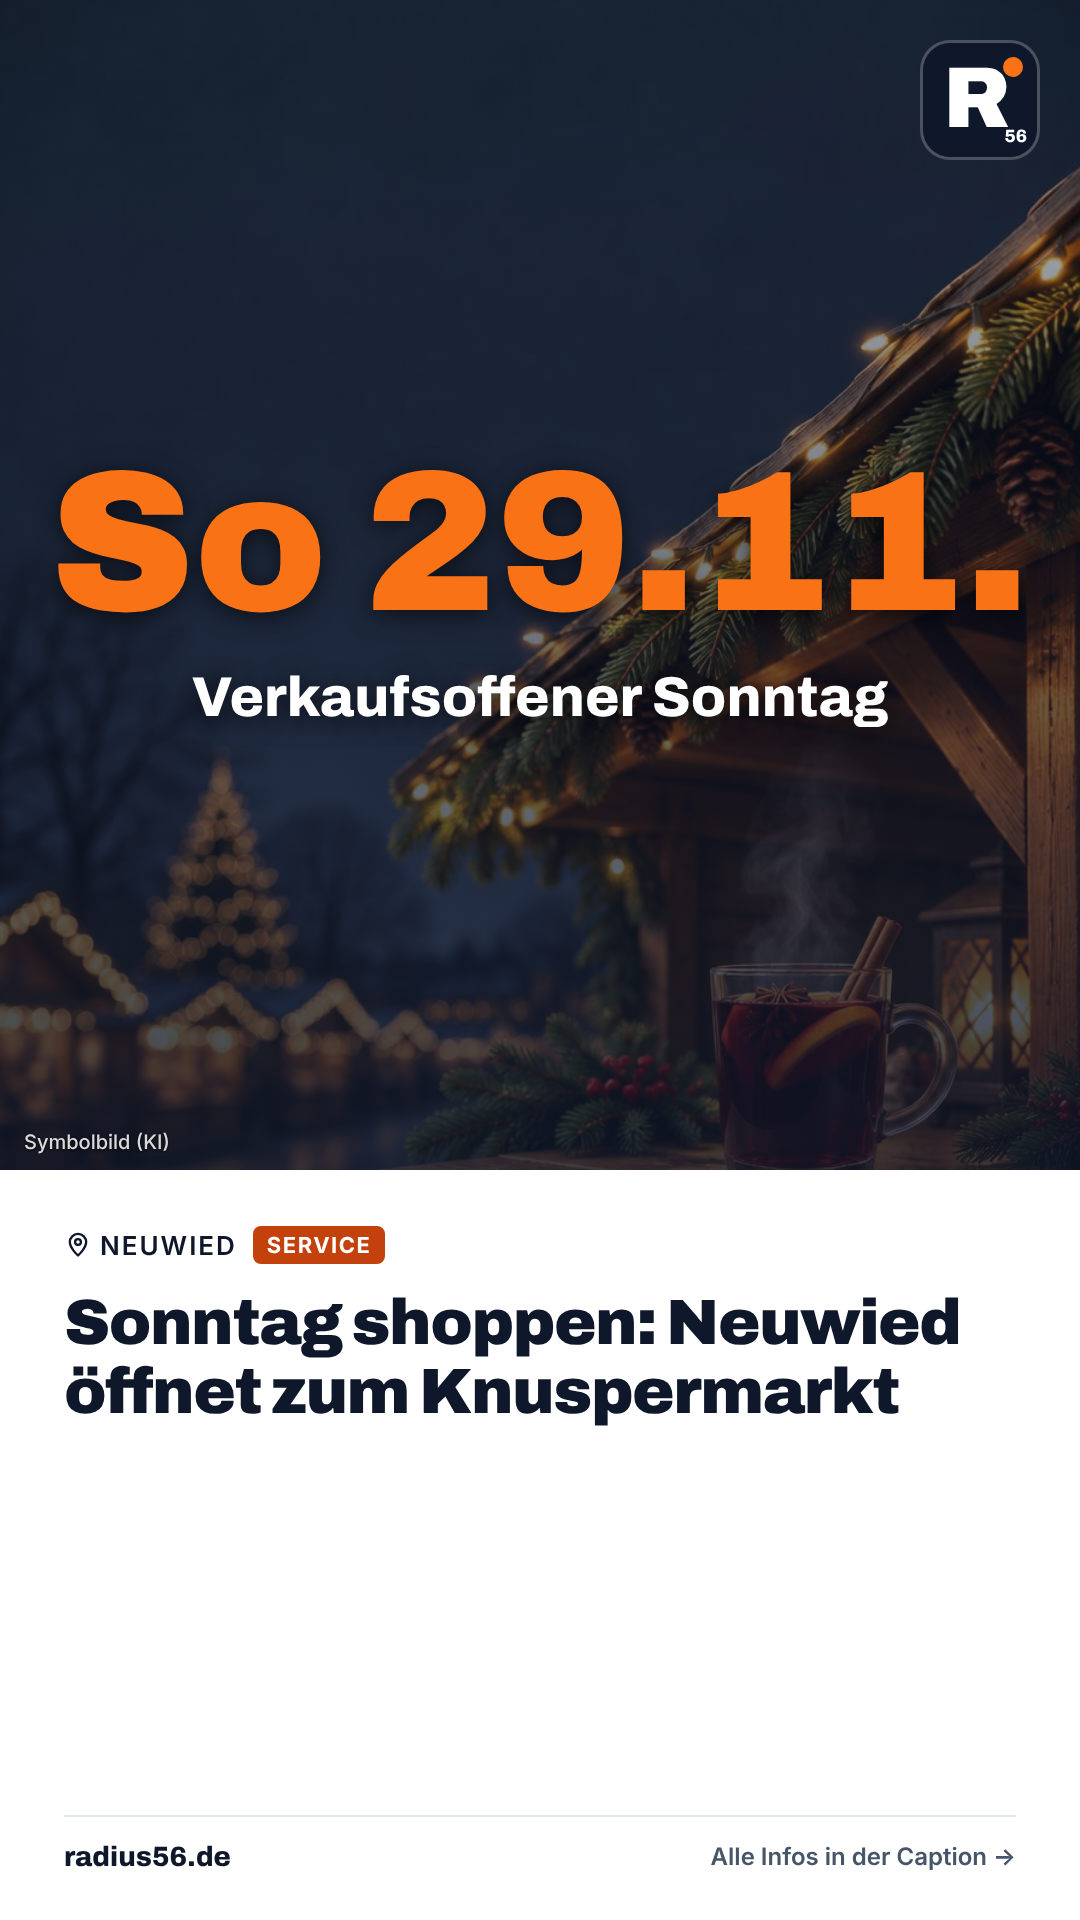 R
56
So 29.11.
Verkaufsoffener Sonntag
Symbolbild (KI)
NEUWIED SERVICE
Sonntag shoppen: Neuwied
öffnet zum Knuspermarkt
radius56.de Alle Infos in der Caption →